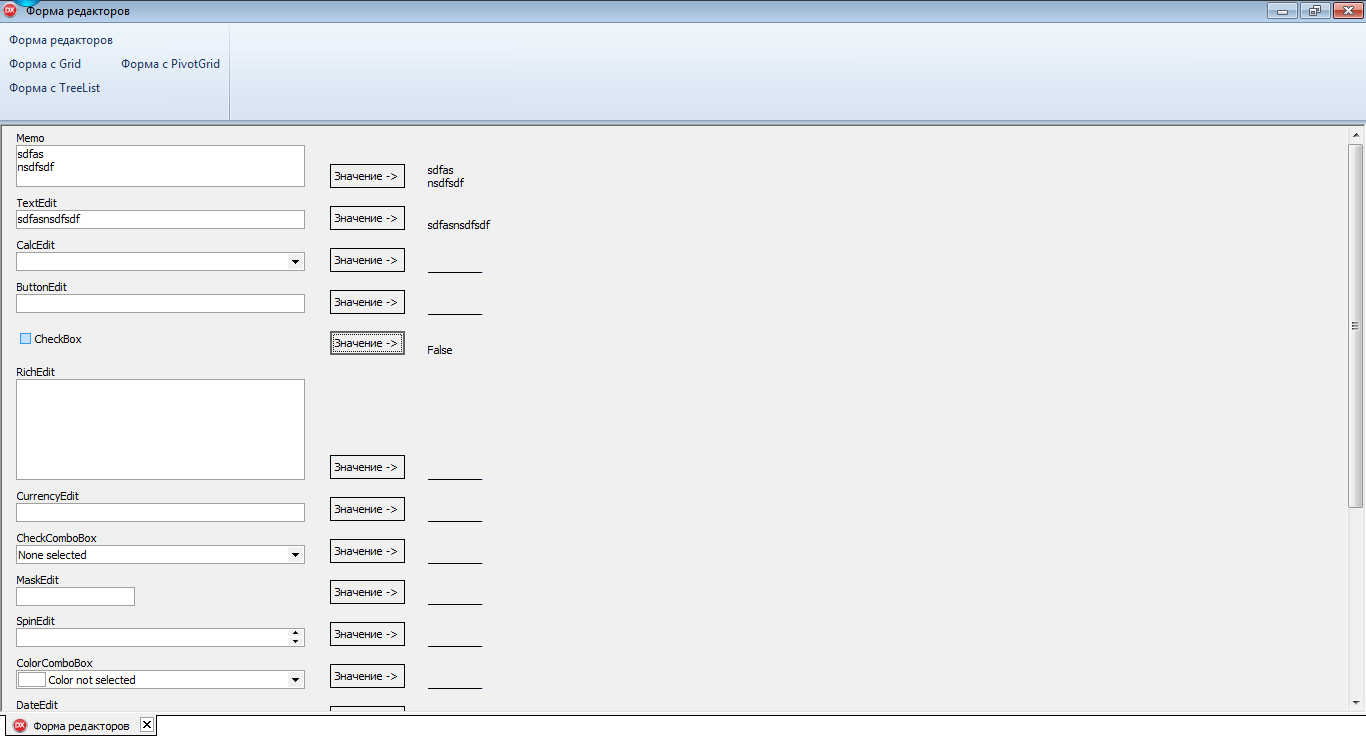 DX Форма редакторов
Форма редакторов
Форма с Grid Форма с PivotGrid
Форма с TreeList
Memo
sdfas
nsdfsdf
Значение ->
sdfas
nsdfsdf
TextEdit
sdfasnsdfsdf
Значение ->
sdfasnsdfsdf
CalcEdit
Значение ->
ButtonEdit
Значение ->
CheckBox
Значение ->
False
RichEdit
Значение ->
CurrencyEdit
Значение ->
CheckComboBox
None selected
Значение ->
MaskEdit
Значение ->
SpinEdit
Значение ->
ColorComboBox
Color not selected
Значение ->
DateEdit
DX Форма редакторов